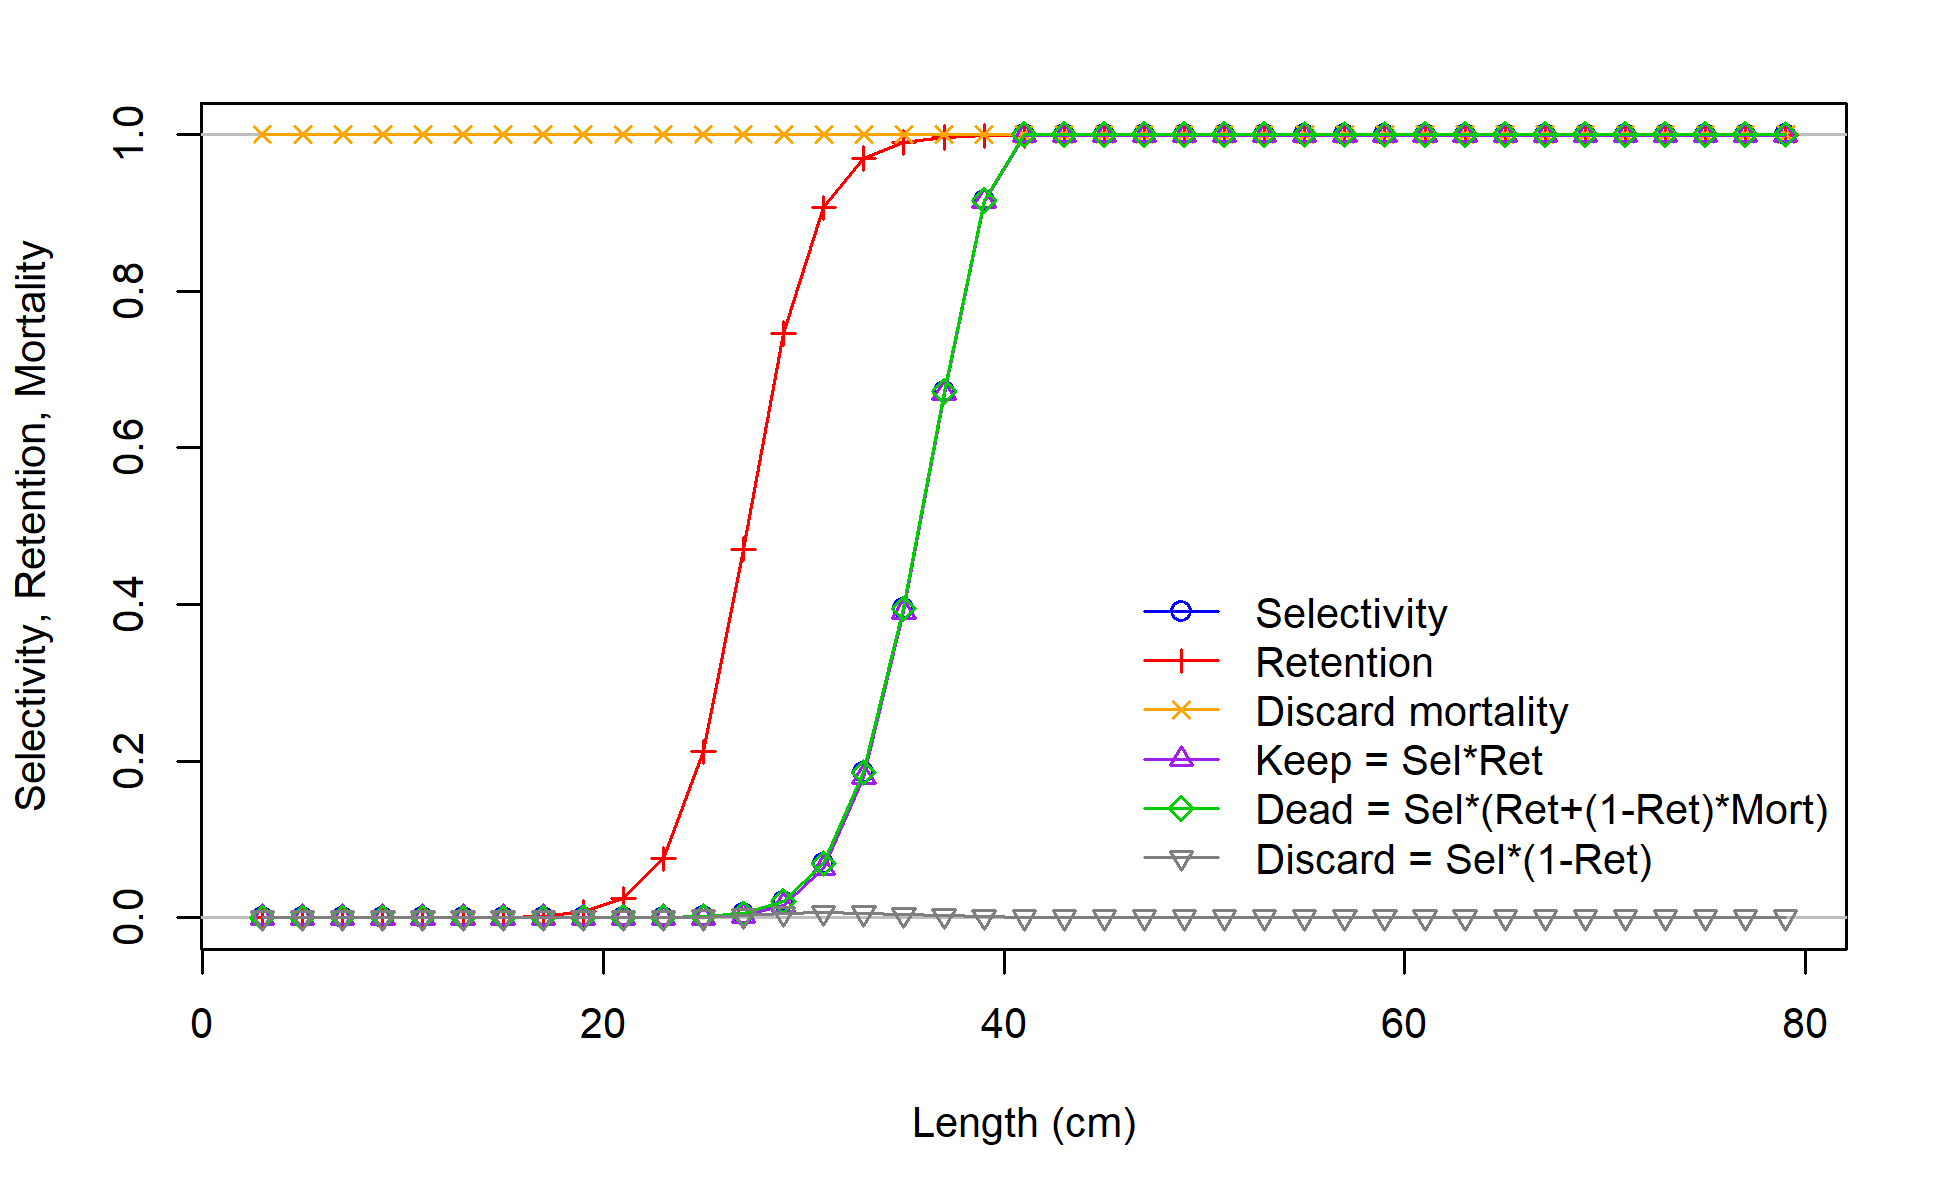 Selectivity, Retention, Mortality
1.0
0.8
0.6
0.4
0.2
0.0
Selectivity
Retention
Discard mortality
Keep = Sel*Ret
Dead = Sel*(Ret+(1-Ret)*Mort)
Discard = Sel*(1-Ret)
0 20 40 60 80
Length (cm)